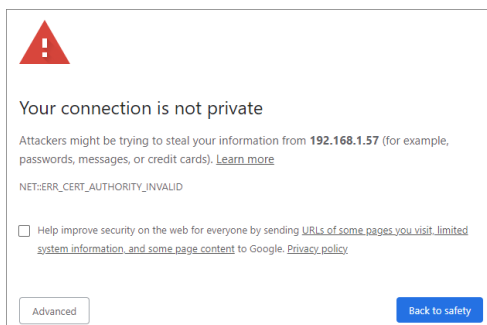 Your connection is not private
Attackers might be trying to steal your information from 192.168.1.57 (for example,
passwords, messages, or credit cards). Learn more
NET::ERR_CERT_AUTHORITY_INVALID
Help improve security on the web for everyone by sending URLs of some pages you visit, limited
system information, and some page content to Google. Privacy policy
Advanced
Back to safety